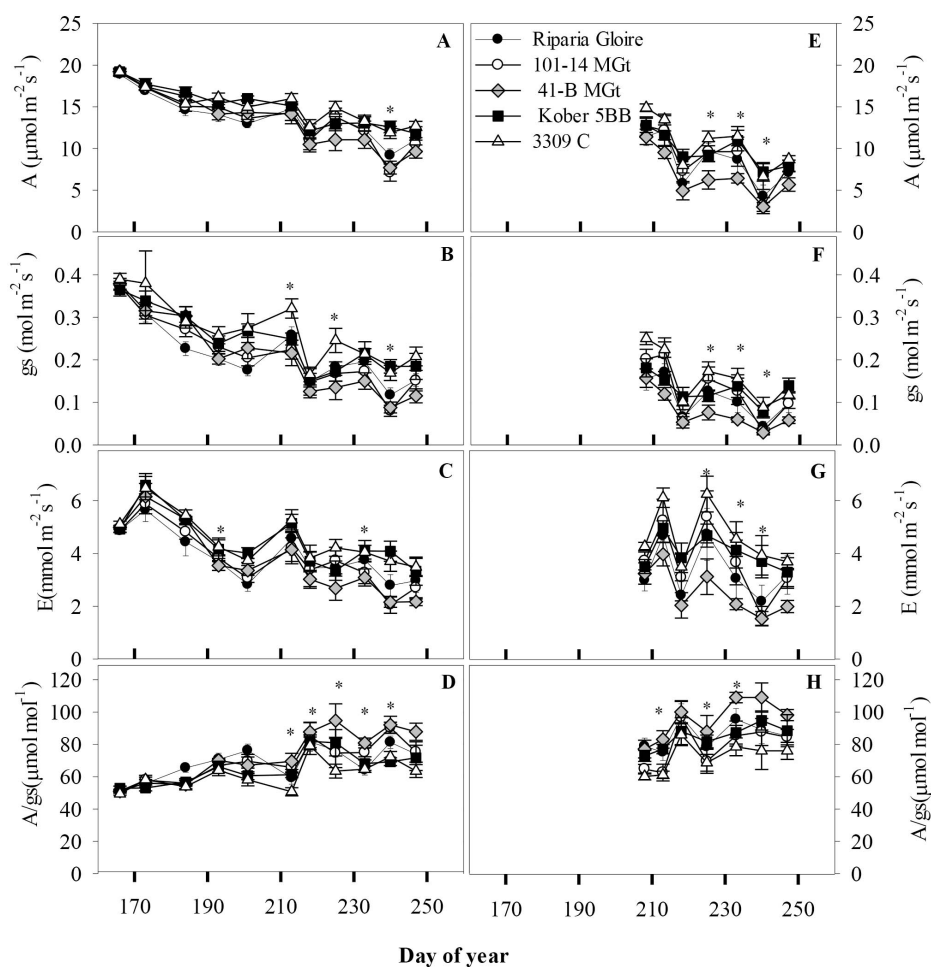 A
A (μmol m-2 s-1)
25
20
15
10
5
0
*
E
Riparia Gloire
101-14 MGt
41-B MGt
Kober 5BB
3309 C
* * *
25
20
15
10
5
0
A (μmol m-2 s-1)
B
gs (mol m-2 s-1)
0.4
0.3
0.2
0.1
0.0
* * *
F
* * *
0.4
0.3
0.2
0.1
0.0
gs (mol m-2 s-1)
C
E(mmol m-2 s-1)
6
4
2
0
* *
G
* * *
6
4
2
0
E (mmol m-2 s-1)
D
A/gs(μmol mol-1)
120
100
80
60
40
20
0
* * * * *
H
* * *
120
100
80
60
40
20
0
A/gs(μmol mol-1)
170 190 210 230 250
170 190 210 230 250
Day of year